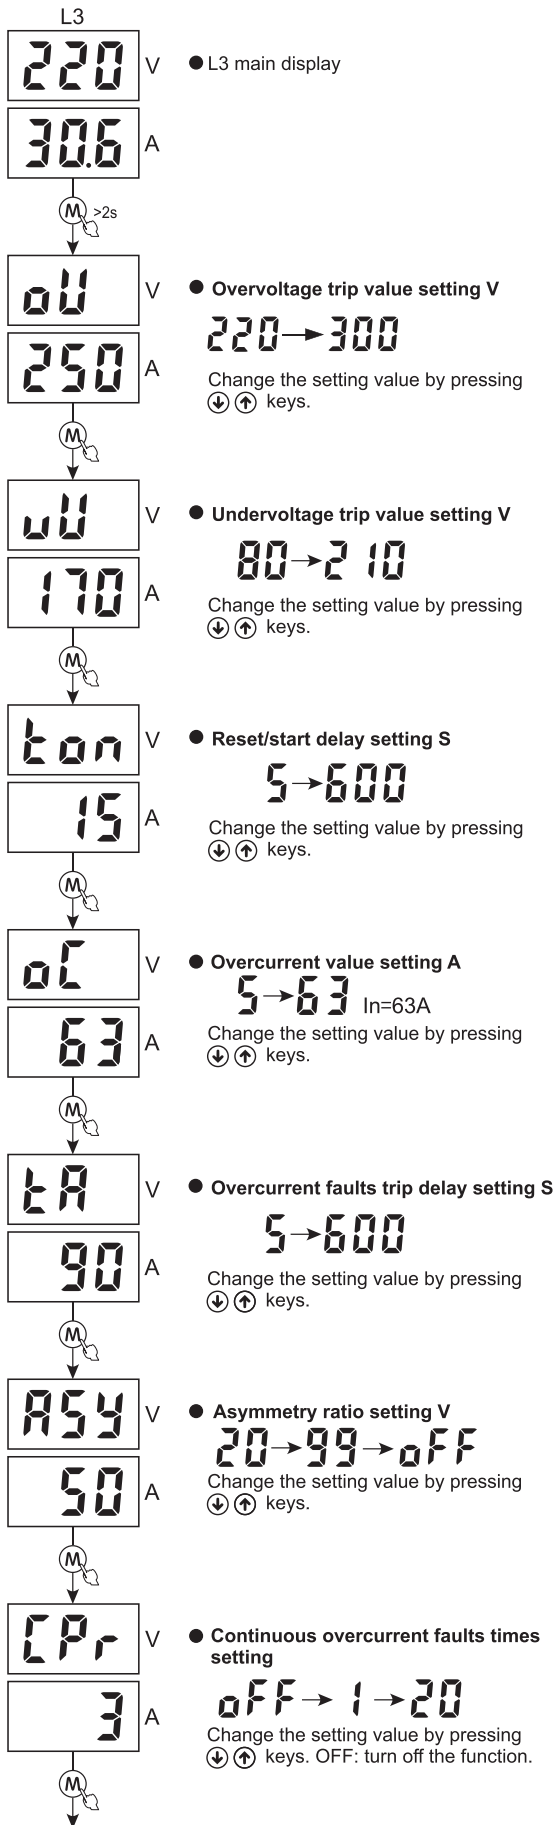 L3
220 V
● L3 main display
30.6 A
M >2s
oU V
● Overvoltage trip value setting V
220→300
250 A
Change the setting value by pressing
↓ ↑ keys.
M
uU V
● Undervoltage trip value setting V
80→210
170 A
Change the setting value by pressing
↓ ↑ keys.
M
ton V
● Reset/start delay setting S
5→600
15 A
Change the setting value by pressing
↓ ↑ keys.
M
oC V
● Overcurrent value setting A
5→63 In=63A
63 A
Change the setting value by pressing
↓ ↑ keys.
M
tA V
● Overcurrent faults trip delay setting S
5→600
90 A
Change the setting value by pressing
↓ ↑ keys.
M
ASY V
● Asymmetry ratio setting V
20→99→oFF
50 A
Change the setting value by pressing
↓ ↑ keys.
M
CPr V
● Continuous overcurrent faults times
setting
oFF→1→20
3 A
Change the setting value by pressing
↓ ↑ keys. OFF: turn off the function.
M